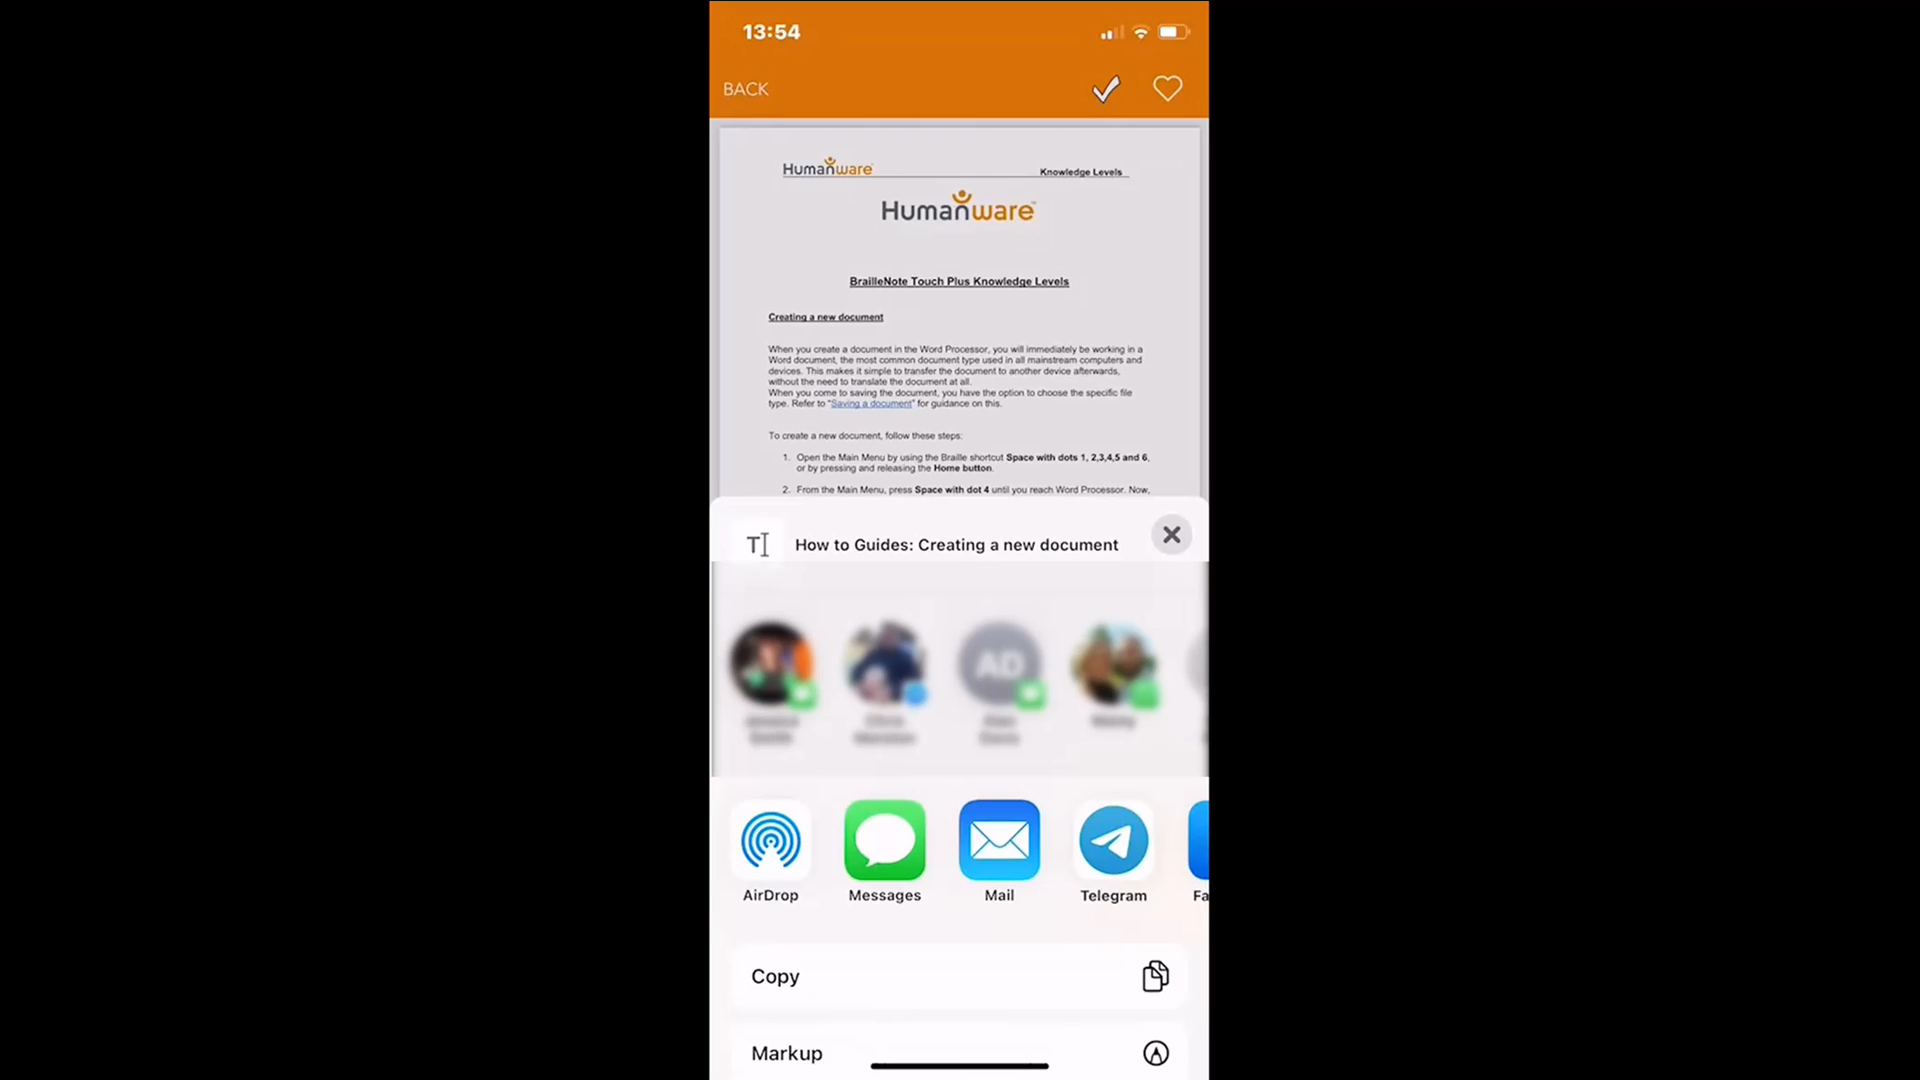 13:54
BACK
Humanware
Knowledge Levels
Humanware
BrailleNote Touch Plus Knowledge Levels
Creating a new document
When you create a document in the Word Processor, you will immediately be working in a
Word document, the most common document type used in all mainstream computers and
devices. This makes it simple to transfer the document to another device afterwards,
without the need to translate the document at all.
When you come to saving the document, you have the option to choose the specific file
type. Refer to "Saving a document" for guidance on this.
To create a new document, follow these steps:
1. Open the Main Menu by using the Braille shortcut Space with dots 1, 2,3,4,5 and 6,
or by pressing and releasing the Home button.
2. From the Main Menu, press Space with dot 4 until you reach Word Processor. Now,
How to Guides: Creating a new document
AD
AirDrop
Messages
Mail
Telegram
Fa
Copy
Markup